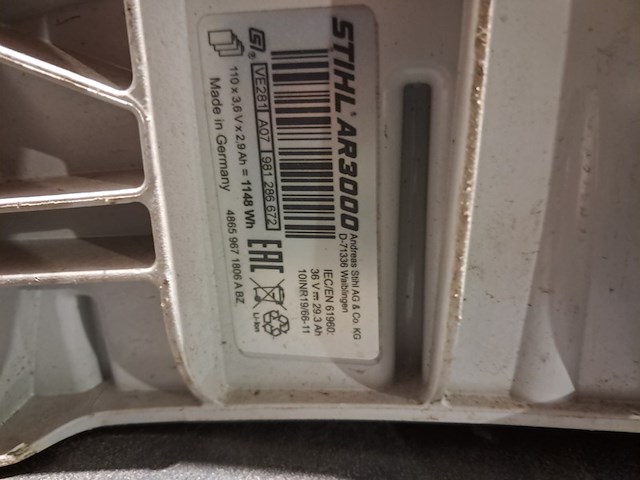 STIHL® AR3000
Andreas Stihl AG & Co. KG
D-71336 Waiblingen
IEC/EN 61960:
36 V 29.3 Ah
10INR19/66-11
®
VE281 A07 981 286 672
EAC
Li-Ion
110 x 3,6 V x 2,9 Ah = 1148 Wh
4865 967 1806 A BZ
Made in Germany